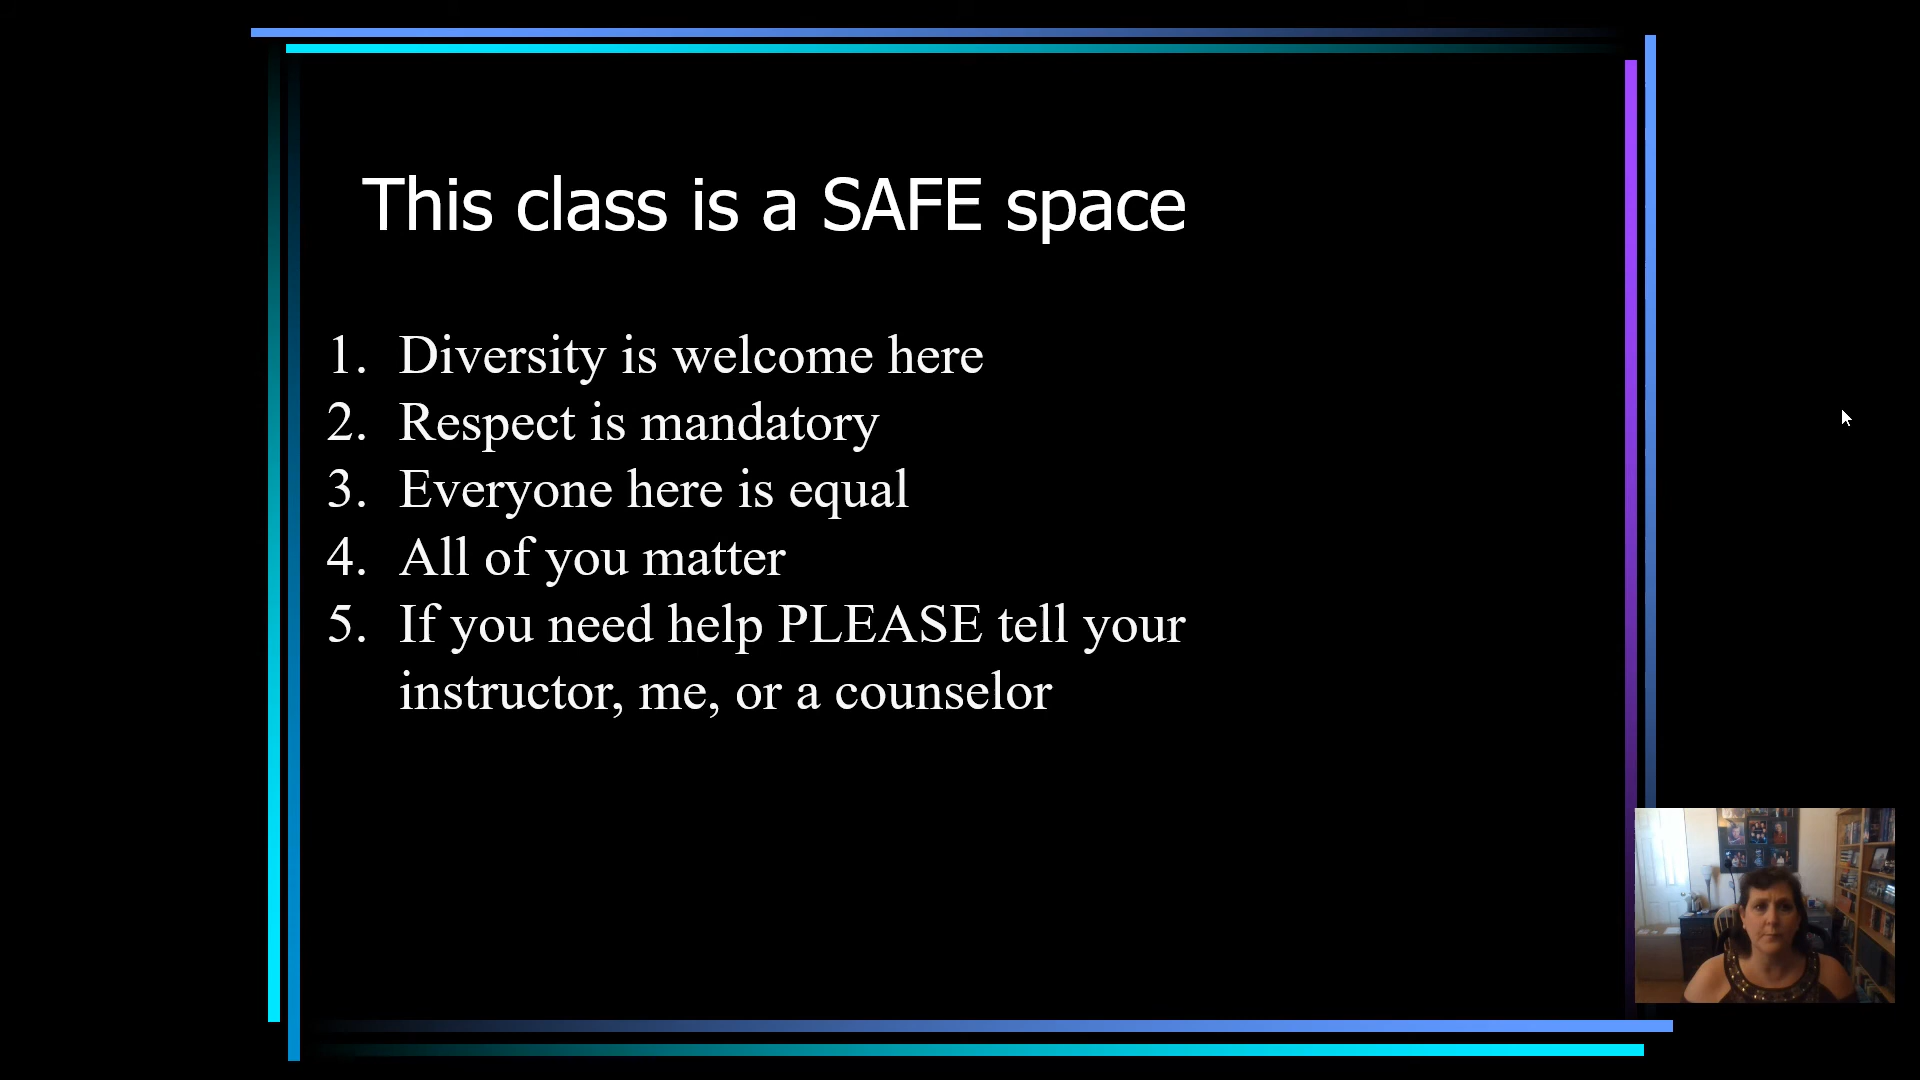 This class is a SAFE space
1. Diversity is welcome here
2. Respect is mandatory
3. Everyone here is equal
4. All of you matter
5. If you need help PLEASE tell your
instructor, me, or a counselor